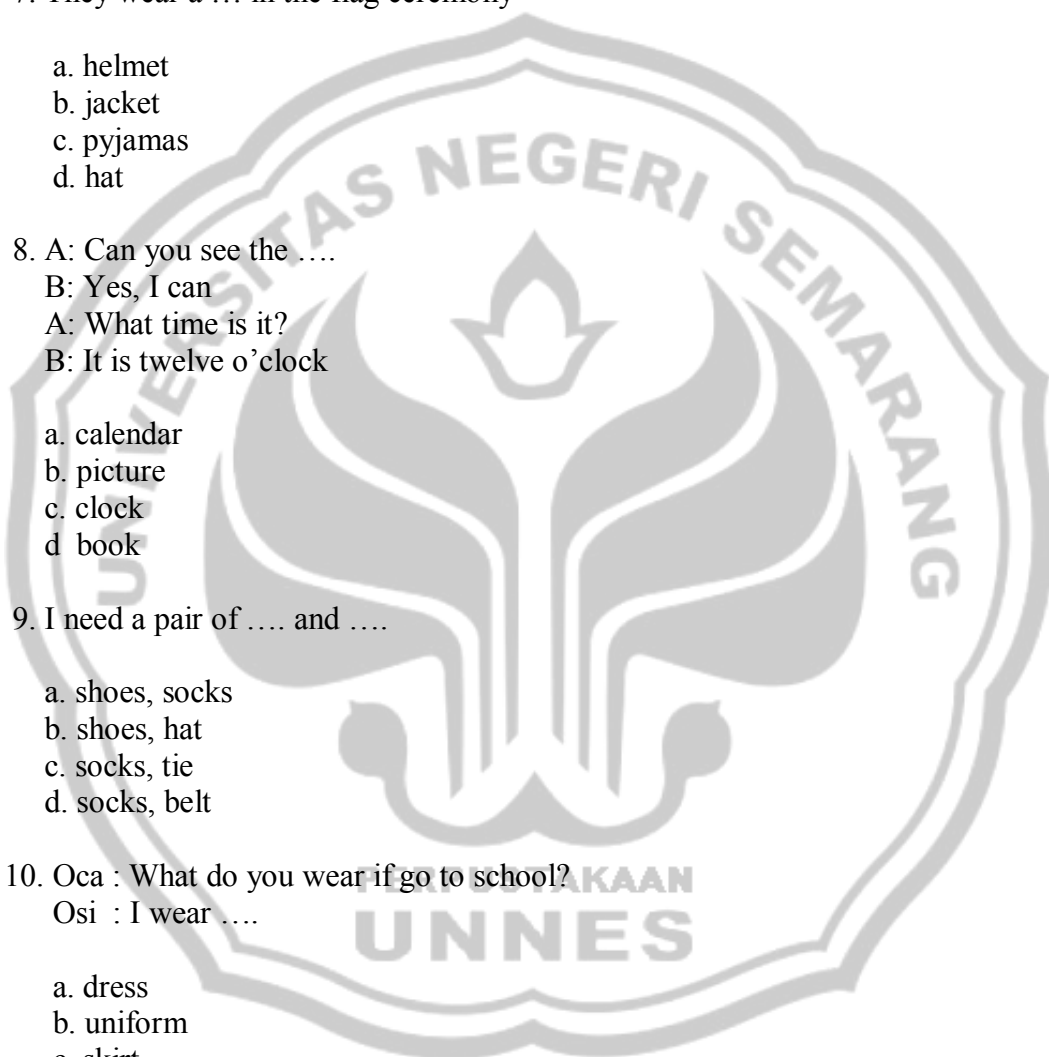 7. They wear a … in the flag ceremony
a. helmet
b. jacket
c. pyjamas
d. hat
8. A: Can you see the ….
B: Yes, I can
A: What time is it?
B: It is twelve o’clock
a. calendar
b. picture
c. clock
d  book
9. I need a pair of …. and ….
a. shoes, socks
b. shoes, hat
c. socks, tie
d. socks, belt
10. Oca : What do you wear if go to school?
Osi  : I wear ….
a. dress
b. uniform
c. skirt
UNIVERSITAS NEGERI SEMARANG
PERPUSTAKAAN
UNNES